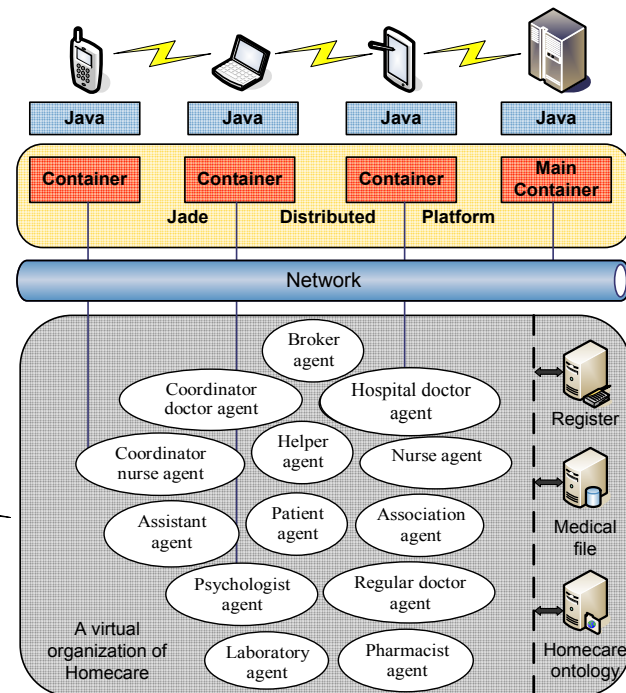 Java
Java
Java
Java
Container
Container
Container
Main
Container
Jade Distributed Platform
Network
Broker
agent
Coordinator
doctor agent
Hospital doctor
agent
Helper
agent
Coordinator
nurse agent
Nurse agent
Assistant
agent
Patient
agent
Association
agent
Psychologist
agent
Regular doctor
agent
Laboratory
agent
Pharmacist
agent
A virtual
organization of
Homecare
Register
Medical
file
Homecare
ontology